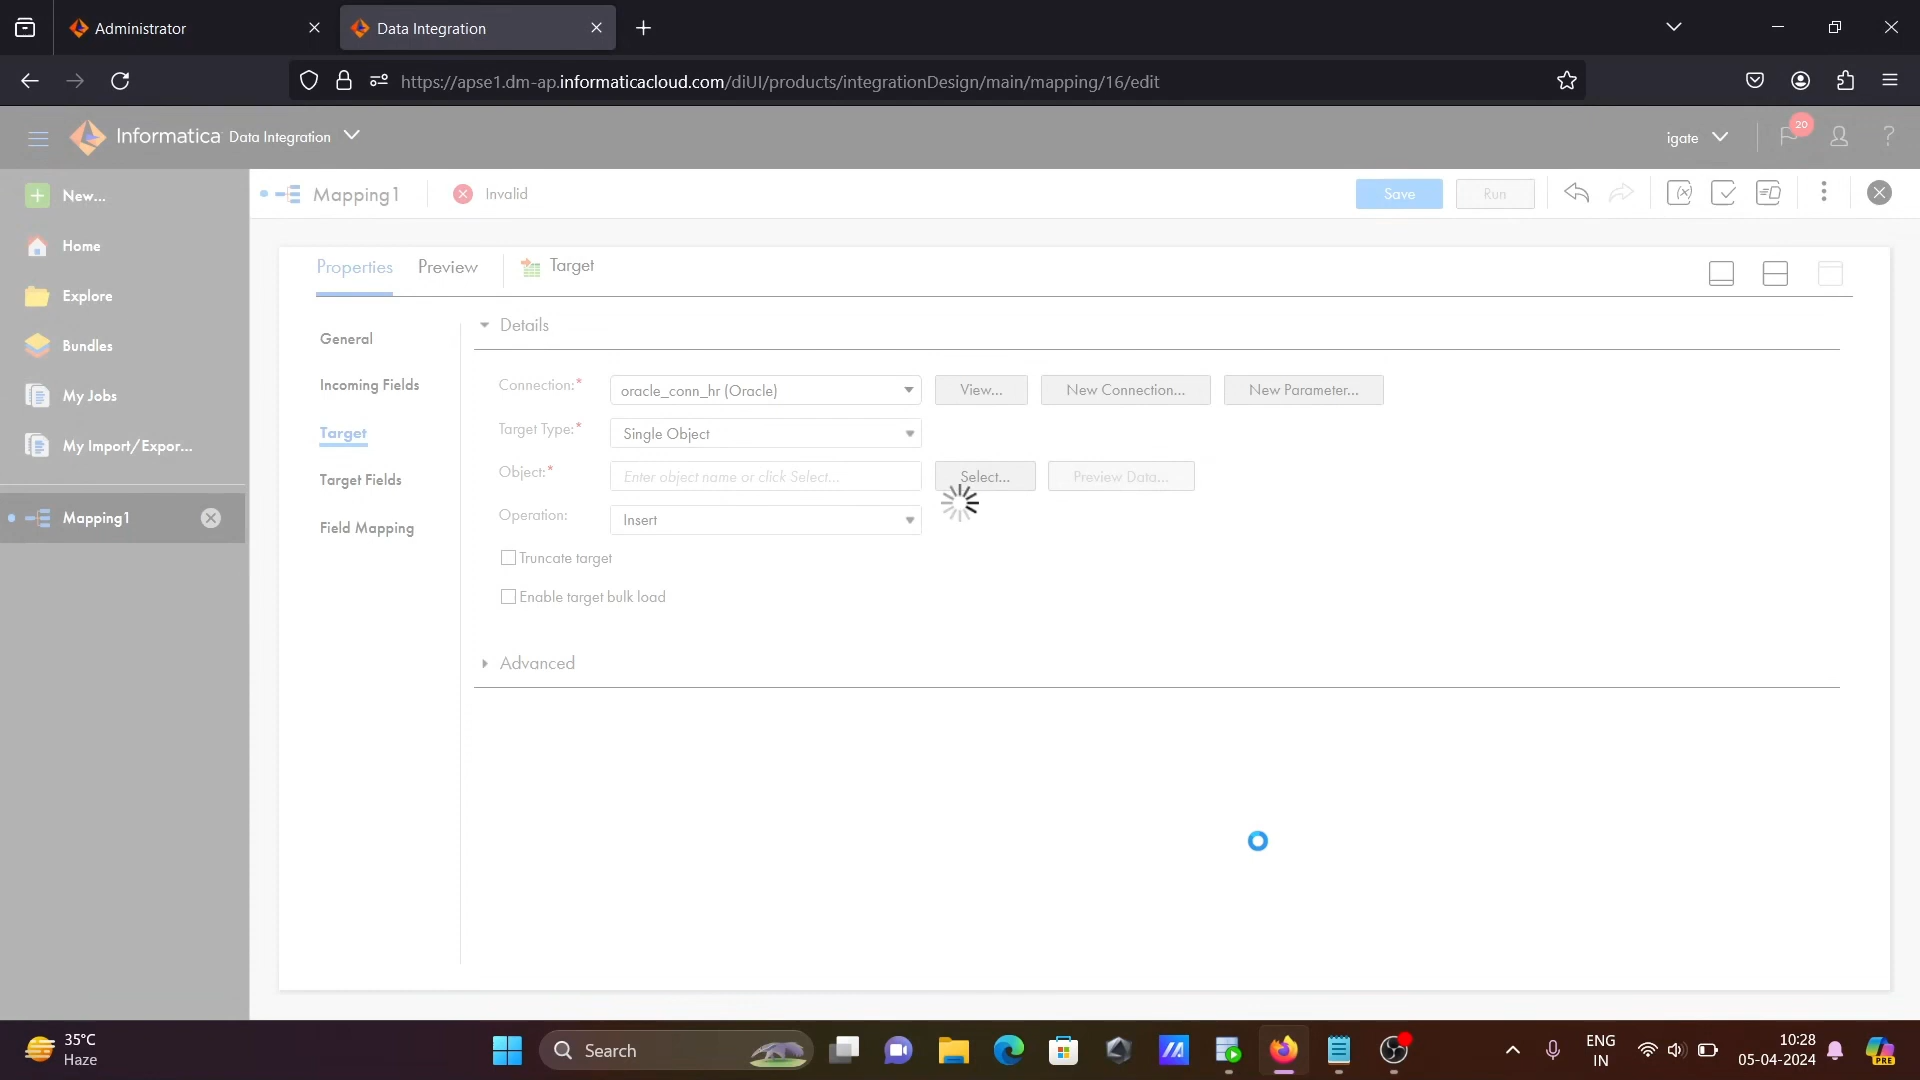 Administrator
Data Integration
https://apse1.dm-ap.informaticacloud.com/diUI/products/integrationDesign/main/mapping/16/edit
Informatica Data Integration
igate
20
?
New...
Mapping1
Invalid
Save
Run
Home
Explore
Bundles
My Jobs
My Import/Expor...
Mapping1
Properties
Preview
Target
General
Incoming Fields
Target
Target Fields
Field Mapping
Details
Connection:*
oracle_conn_hr (Oracle)
View...
New Connection...
New Parameter...
Target Type:*
Single Object
Object:*
Enter object name or click Select...
Select...
Preview Data...
Operation:
Insert
Truncate target
Enable target bulk load
Advanced
35°C
Haze
Search
ENG
IN
10:28
05-04-2024
PRE